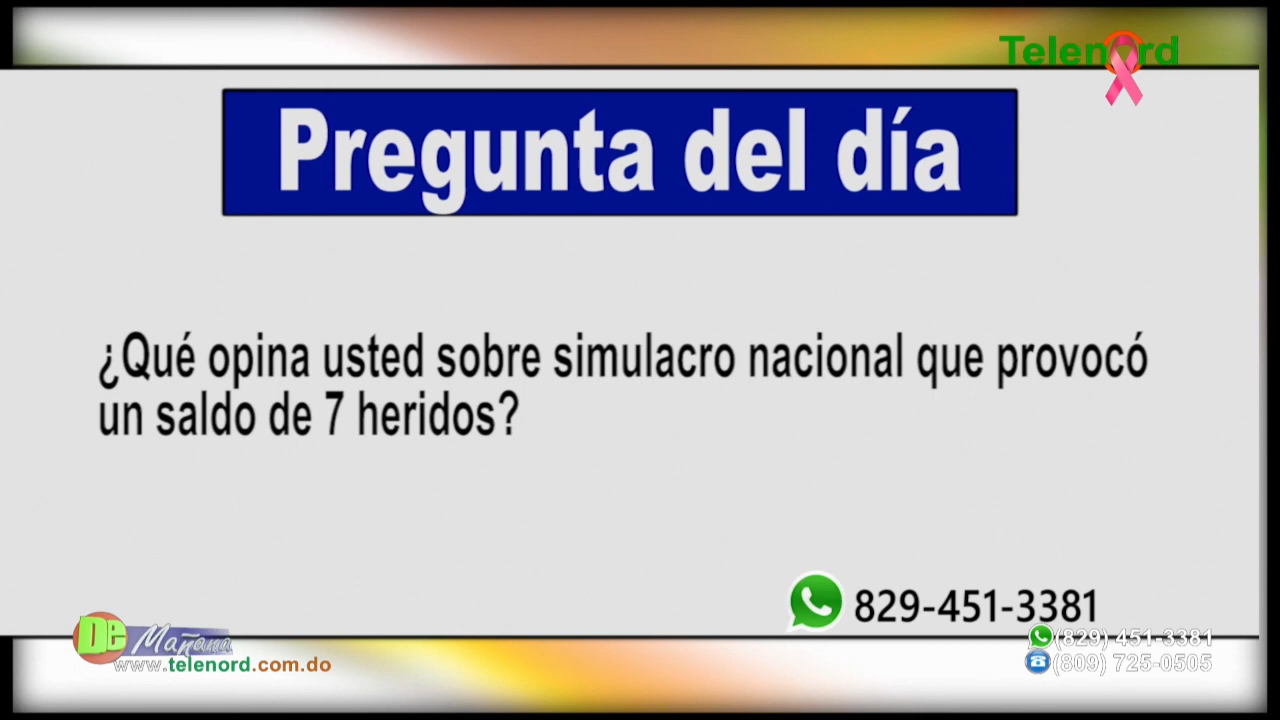 Telenord
Pregunta del día
¿Qué opina usted sobre simulacro nacional que provocó
un saldo de 7 heridos?
829-451-3381
De Mañana
(829) 451-3381
www.telenord.com.do
(809) 725-0505